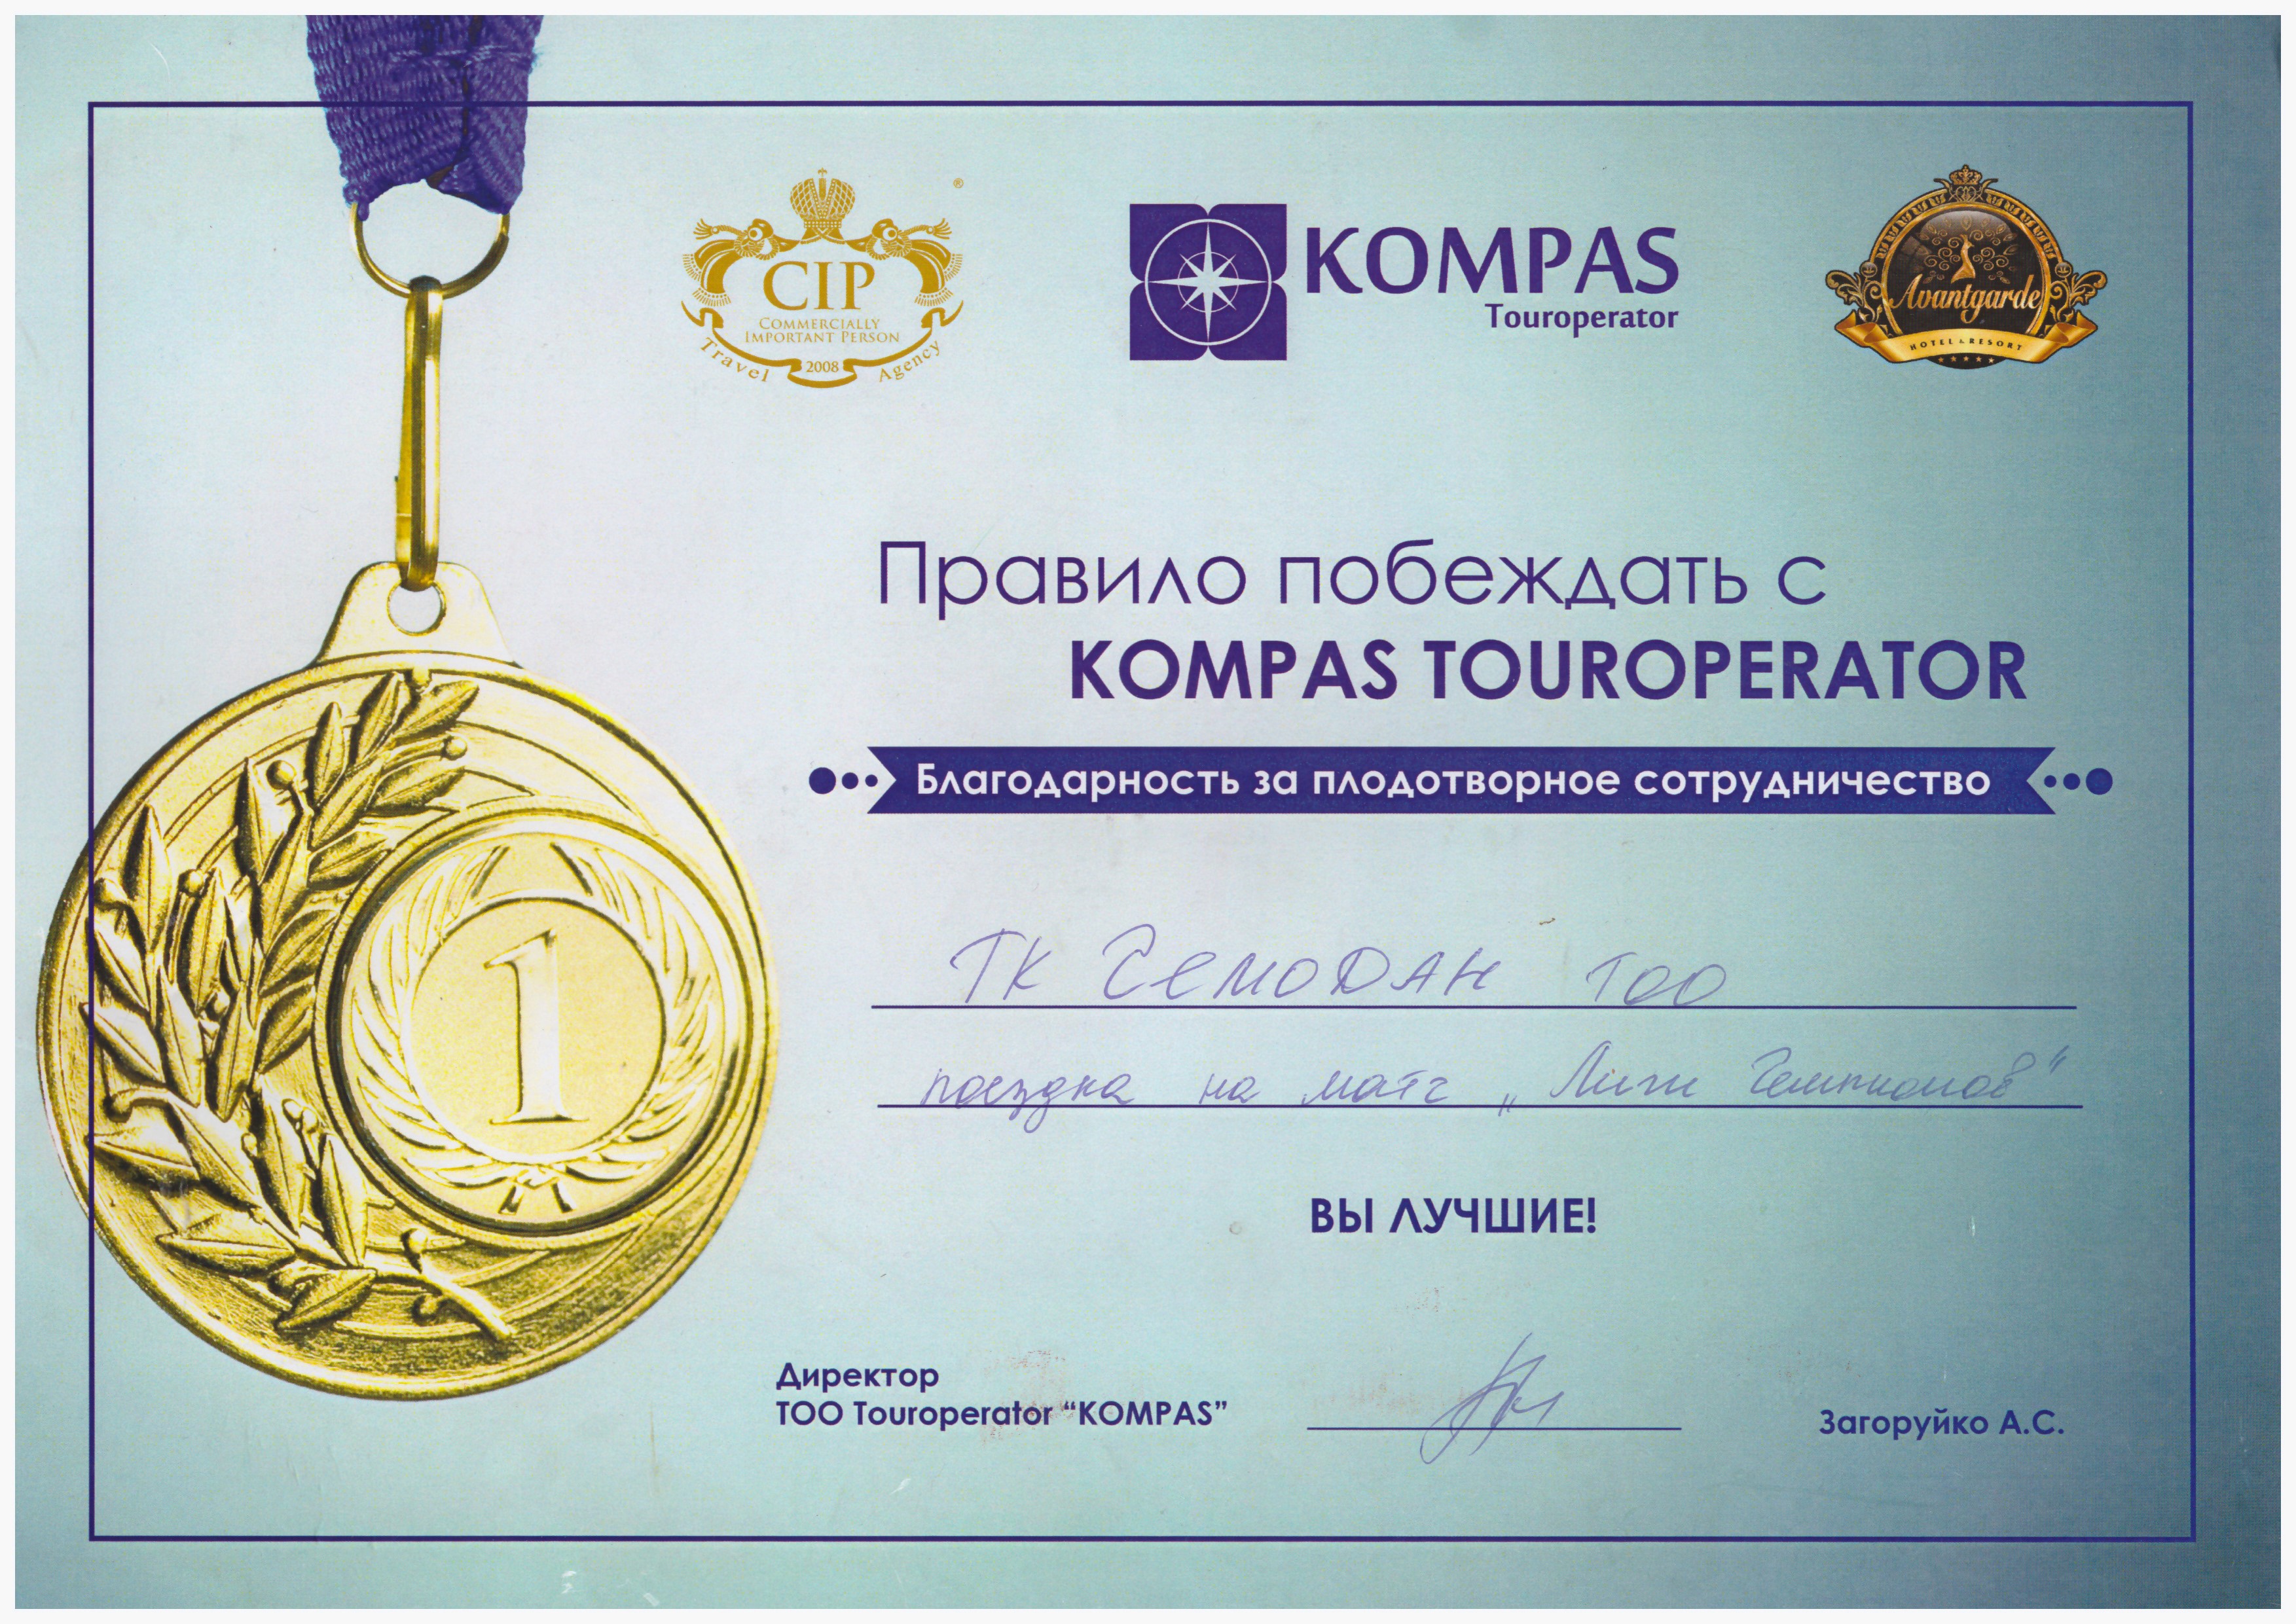 CIP
COMMERCIALLY
IMPORTANT PERSON
Travel 2008 Agency
®
KOMPAS
Touroperator
Avantgarde
HOTEL & RESORT
Правило побеждать с
KOMPAS TOUROPERATOR
Благодарность за плодотворное сотрудничество
ТК ЧЕМОДАН ТОО
поездка на матч „Лиги Чемпионов"
ВЫ ЛУЧШИЕ!
1
Директор
ТОО Touroperator “KOMPAS”
Загоруйко А.С.